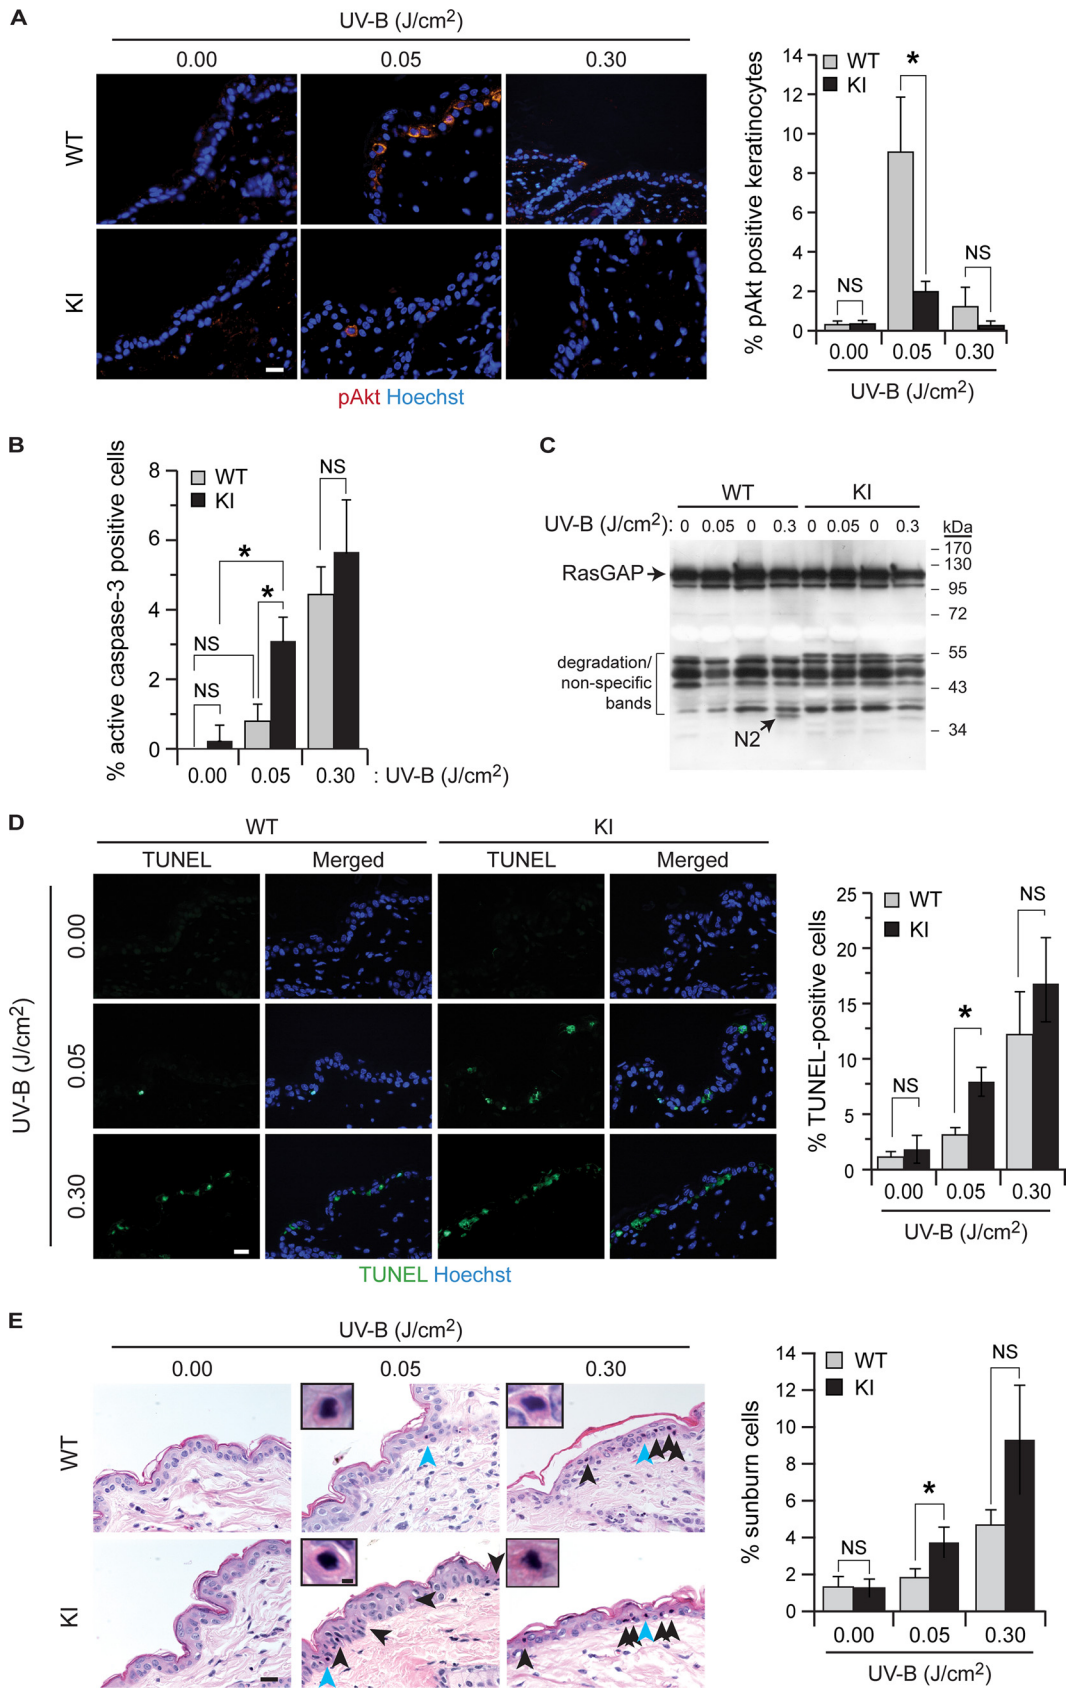 A
UV-B (J/cm2)
0.00 0.05 0.30
WT
KI
pAkt Hoechst
% pAkt positive keratinocytes
14
12
10
8
6
4
2
0
WT
KI
*
NS
NS
0.00 0.05 0.30
UV-B (J/cm2)
B
% active caspase-3 positive cells
8
6
4
2
0
WT
KI
NS
*
*
NS
NS
0.00 0.05 0.30 : UV-B (J/cm2)
C
WT KI
UV-B (J/cm2): 0 0.05 0 0.3 0 0.05 0 0.3
kDa
RasGAP
– 170
– 130
– 95
– 72
– 55
– 43
– 34
degradation/
non-specific
bands
N2
D
WT KI
TUNEL Merged TUNEL Merged
UV-B (J/cm2)
0.00
0.05
0.30
TUNEL Hoechst
% TUNEL-positive cells
25
20
15
10
5
0
WT
KI
NS
*
NS
0.00 0.05 0.30
UV-B (J/cm2)
E
UV-B (J/cm2)
0.00 0.05 0.30
WT
KI
% sunburn cells
14
12
10
8
6
4
2
0
WT
KI
NS
*
NS
0.00 0.05 0.30
UV-B (J/cm2)